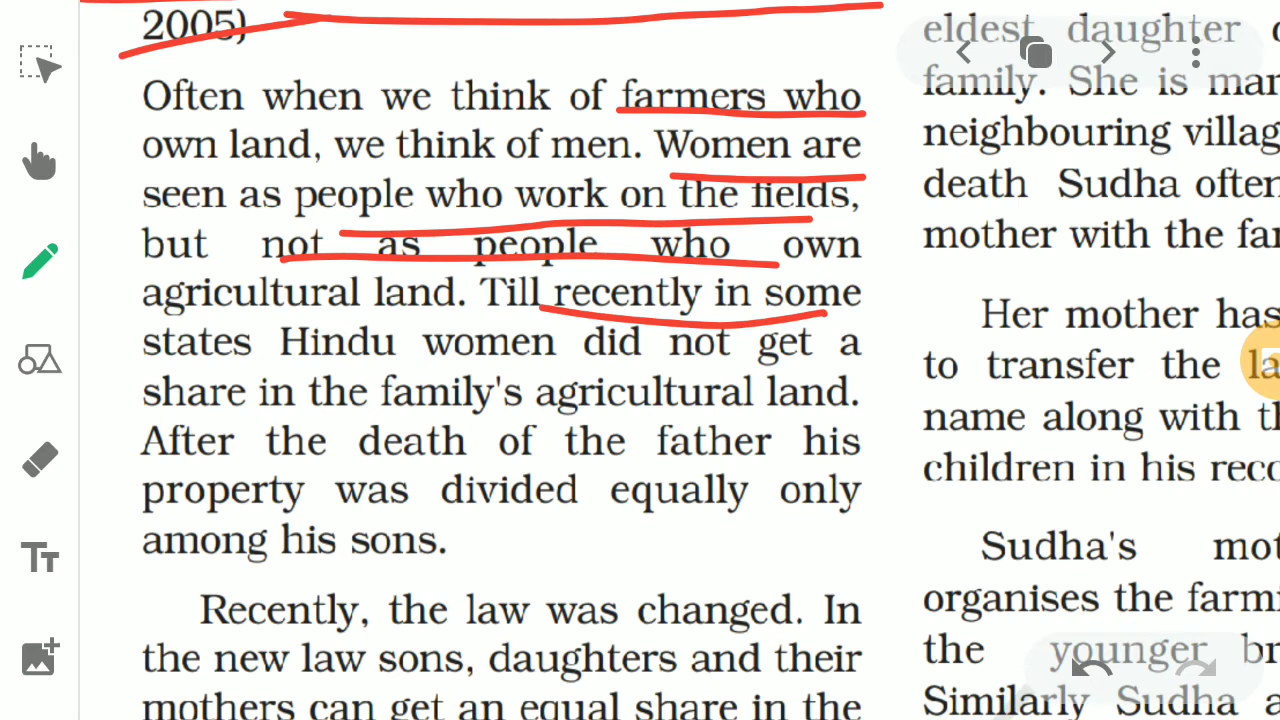 2005)
Often when we think of farmers who
own land, we think of men. Women are
seen as people who work on the fields,
but not as people who own
agricultural land. Till recently in some
states Hindu women did not get a
share in the family's agricultural land.
After the death of the father his
property was divided equally only
among his sons.
Recently, the law was changed. In
the new law sons, daughters and their
mothers can get an equal share in the
eldest daughter
family. She is
neighbouring
death Sudha often
mother with the
Her mother has
to transfer the
name along with
children in his
Sudha's
organises the
the younger
Similarly Sudha
Tт